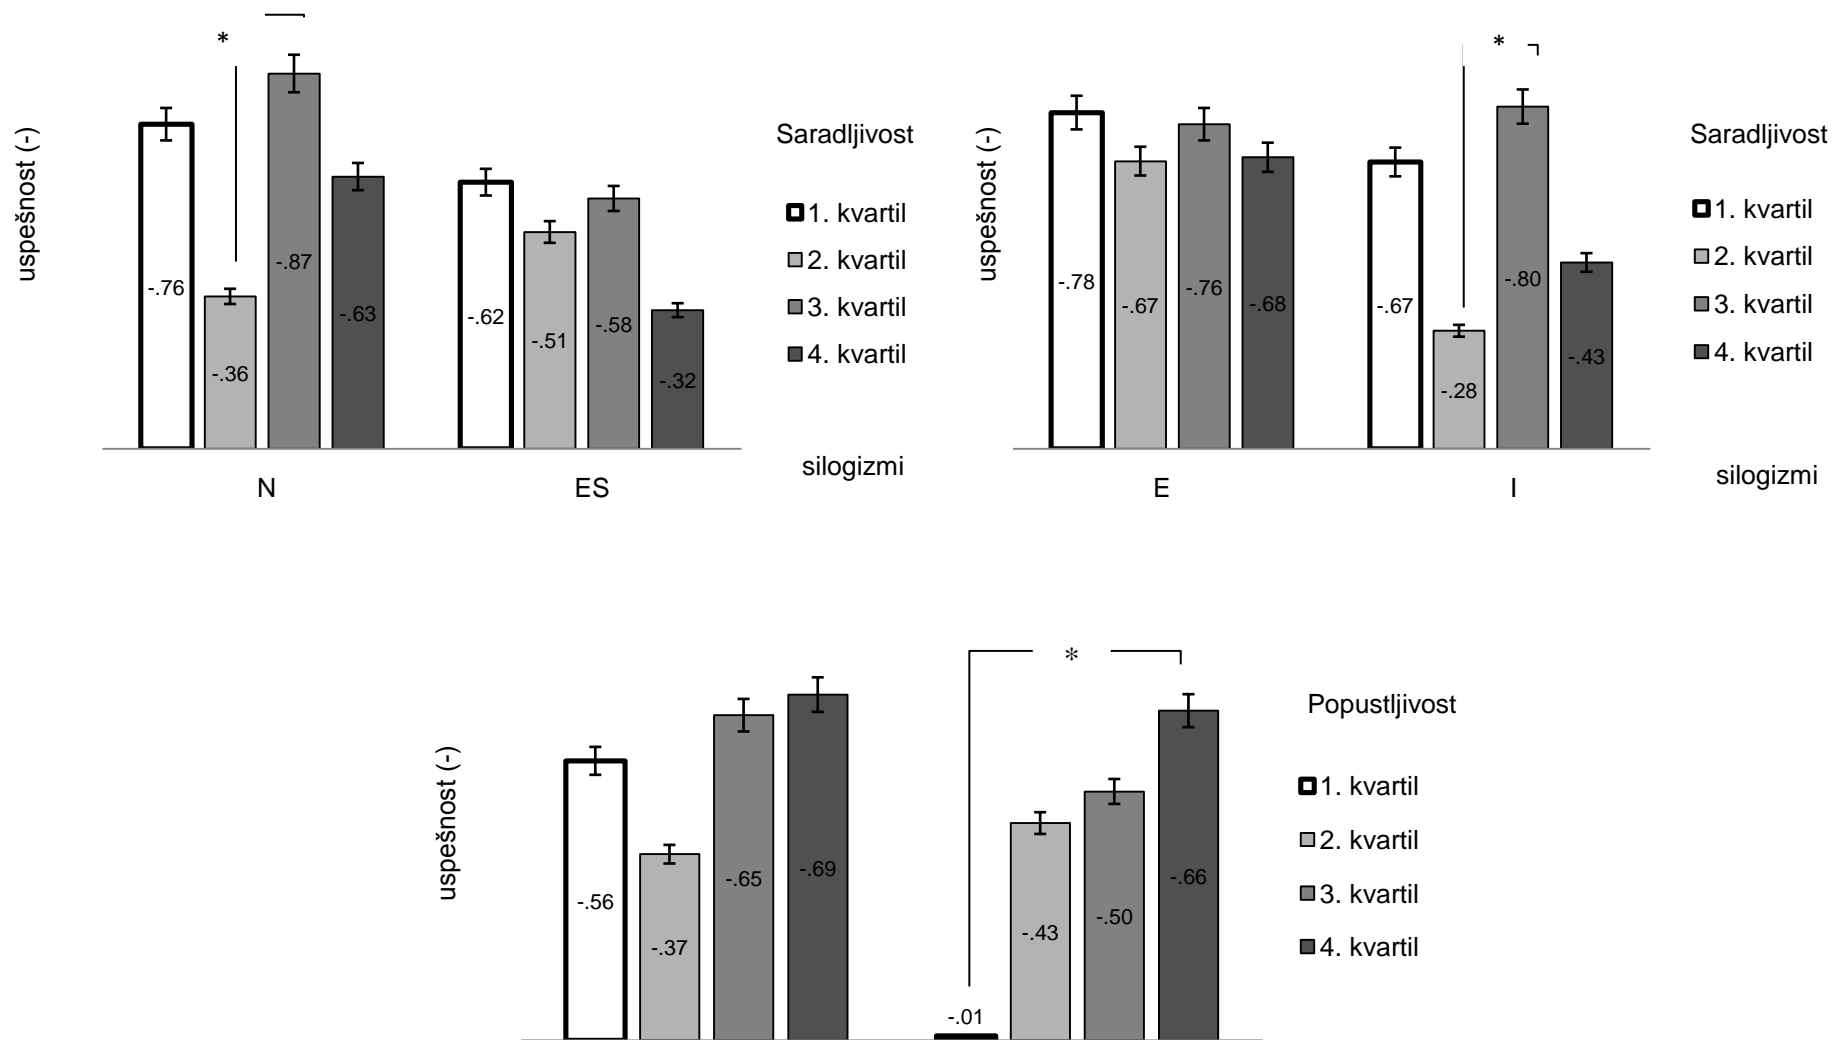 *
uspešnost (-)
-.76
-.36
-.87
-.63
-.62
-.51
-.58
-.32
N
ES
Saradljivost
1. kvartil
2. kvartil
3. kvartil
4. kvartil
silogizmi
*
uspešnost (-)
-.78
-.67
-.76
-.68
-.67
-.28
-.80
-.43
E
I
Saradljivost
1. kvartil
2. kvartil
3. kvartil
4. kvartil
silogizmi
*
uspešnost (-)
-.56
-.37
-.65
-.69
-.01
-.43
-.50
-.66
Popustljivost
1. kvartil
2. kvartil
3. kvartil
4. kvartil